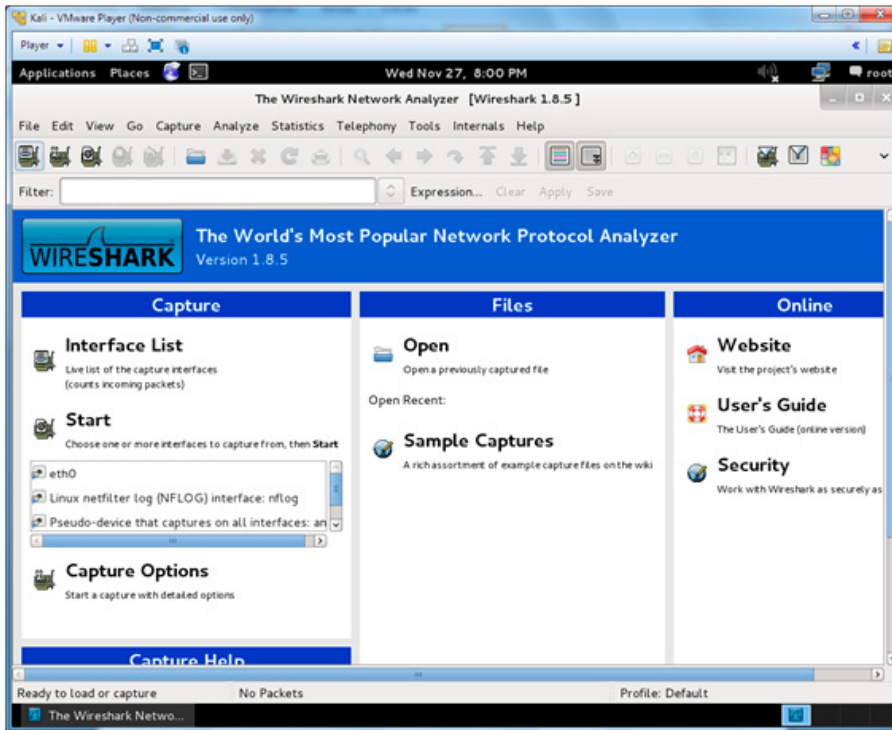 Kali - VMware Player (Non-commercial use only)
Player
Applications Places Wed Nov 27, 8:00 PM root
The Wireshark Network Analyzer [Wireshark 1.8.5 ]
File Edit View Go Capture Analyze Statistics Telephony Tools Internals Help
Filter: Expression... Clear Apply Save
WIRESHARK
The World's Most Popular Network Protocol Analyzer
Version 1.8.5
Capture
Interface List
Live list of the capture interfaces
(counts incoming packets)
Start
Choose one or more interfaces to capture from, then Start
eth0
Linux netfilter log (NFLOG) interface: nflog
Pseudo-device that captures on all interfaces: an
Capture Options
Start a capture with detailed options
Capture Help
Files
Open
Open a previously captured file
Open Recent:
Sample Captures
A rich assortment of example capture files on the wiki
Online
Website
Visit the project's website
User's Guide
The User's Guide (online version)
Security
Work with Wireshark as securely as
Ready to load or capture No Packets Profile: Default
The Wireshark Netwo...